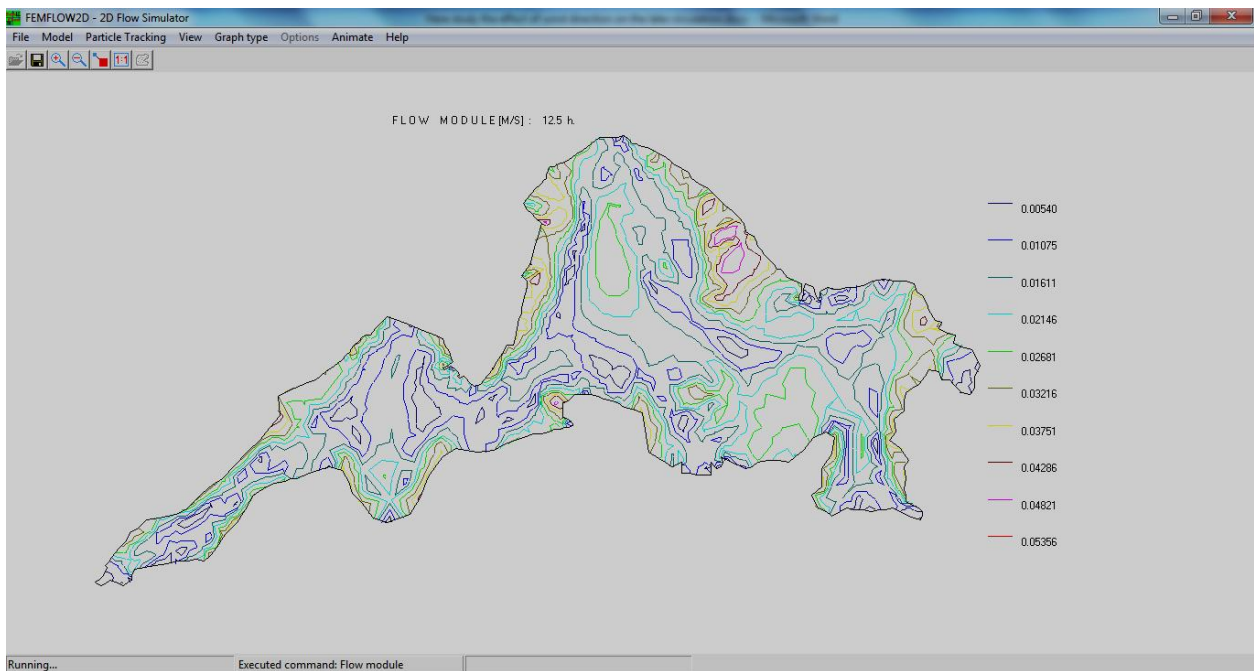 FEMFLOW2D - 2D Flow Simulator
File Model Particle Tracking View Graph type Options Animate Help
1:1
FLOW MODULE[M/S] : 12.5 h.
0.00540
0.01075
0.01611
0.02146
0.02681
0.03216
0.03751
0.04286
0.04821
0.05356
Running...
Executed command: Flow module